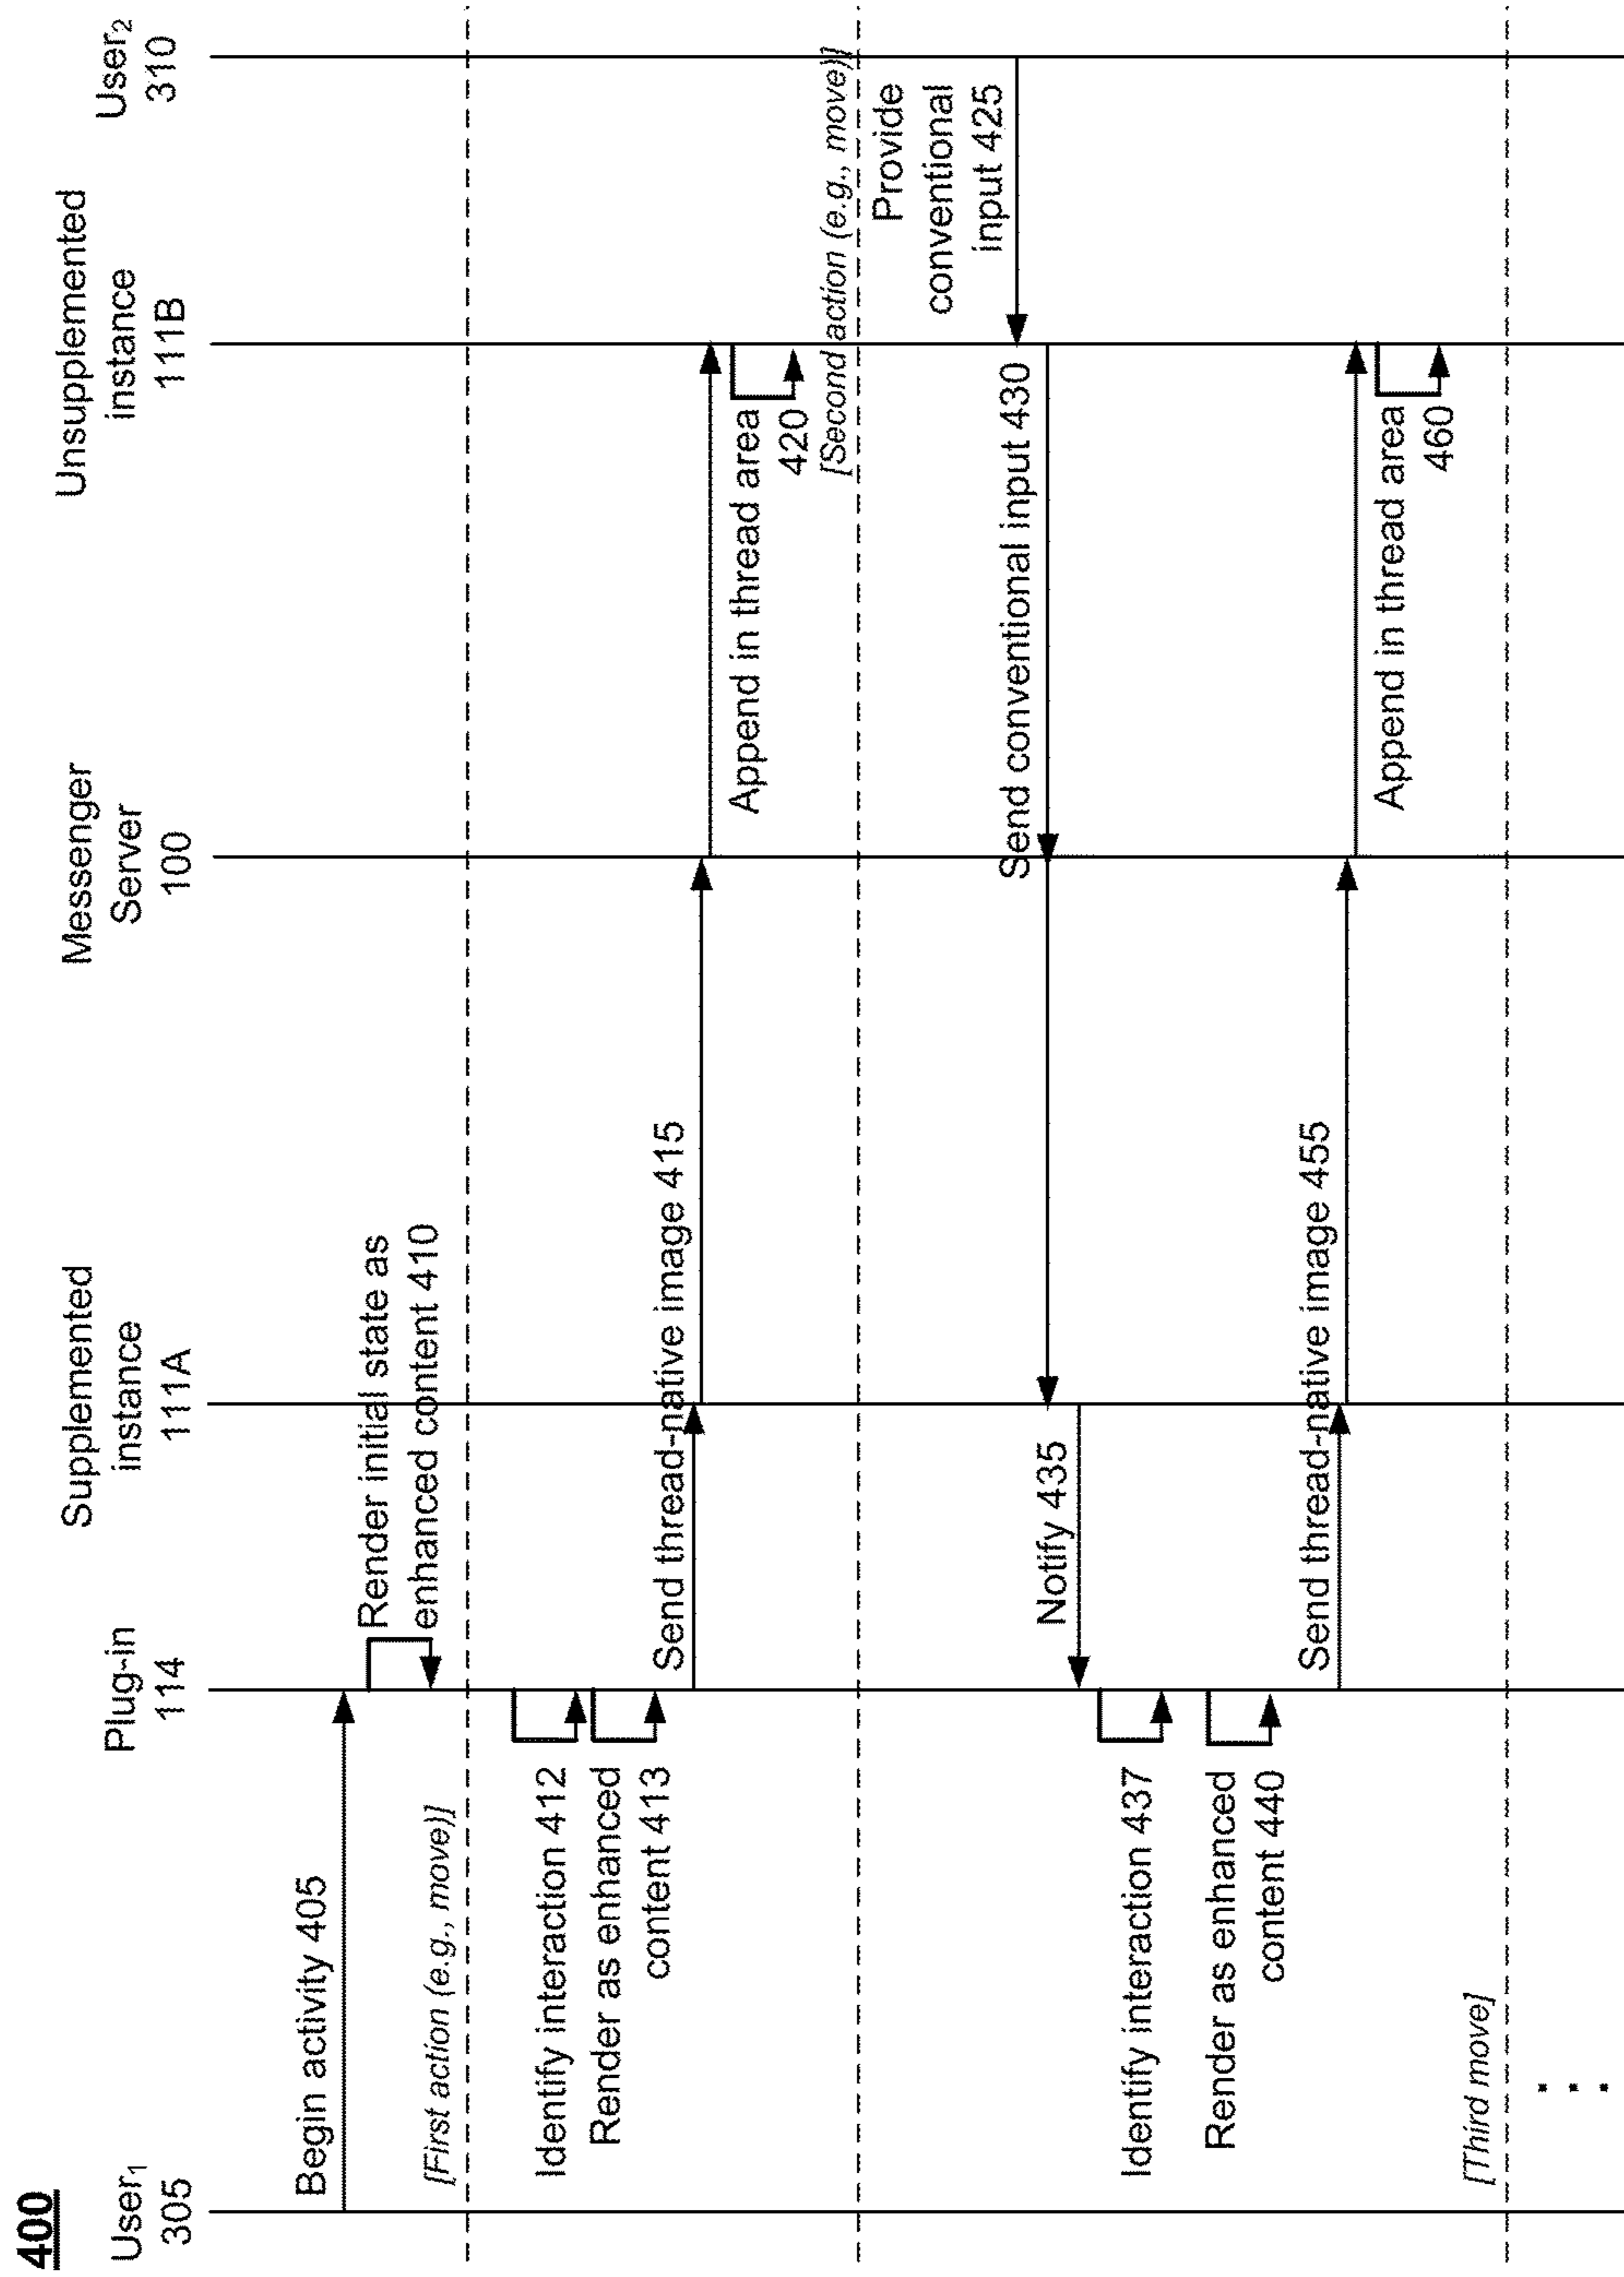 400
User₁
305
Plug-in
114
Supplemented
instance
111A
Messenger
Server
100
Unsupplemented
instance
111B
User₂
310
Begin activity 405
Render initial state as
enhanced content 410
[First action (e.g., move)]
Identify interaction 412
Render as enhanced
content 413
Send thread-native image 415
Append in thread area
420
[Second action (e.g., move)]
Provide
conventional
input 425
Send conventional input 430
Notify 435
Identify interaction 437
Render as enhanced
content 440
Send thread-native image 455
Append in thread area
460
[Third move]